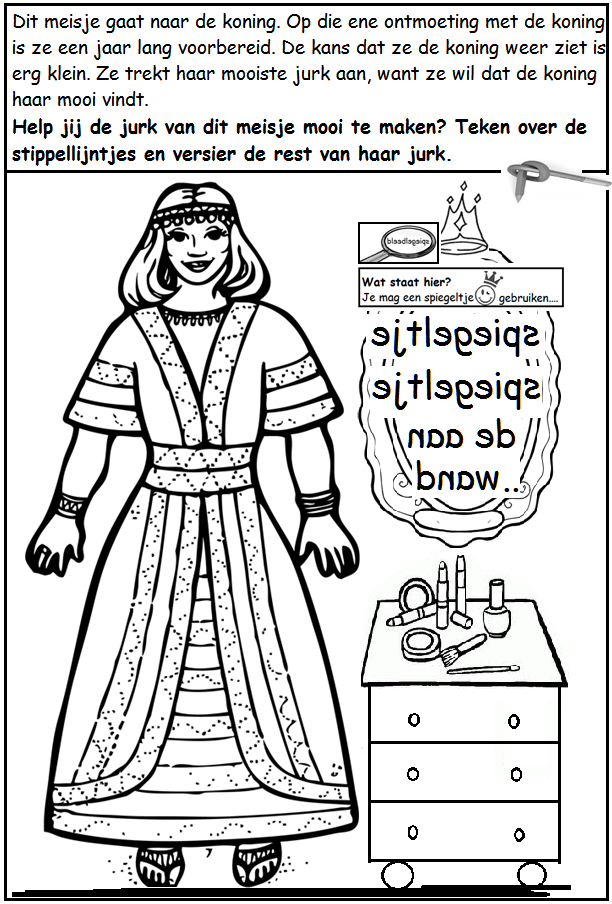 Dit meisje gaat naar de koning. Op die ene ontmoeting met de koning
is ze een jaar lang voorbereid. De kans dat ze de koning weer ziet is
erg klein. Ze trekt haar mooiste jurk aan, want ze wil dat de koning
haar mooi vindt.
Help jij de jurk van dit meisje mooi te maken? Teken over de
stippellijntjes en versier de rest van haar jurk.
spiegelbeeld
Wat staat hier?
Je mag een spiegeltje gebruiken....
spiegeltje
spiegeltje
aan de
..wand